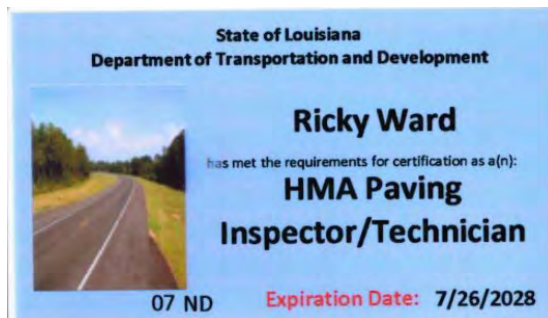 State of Louisiana
Department of Transportation and Development
Ricky Ward
has met the requirements for certification as a(n):
HMA Paving
Inspector/Technician
07 ND
Expiration Date: 7/26/2028